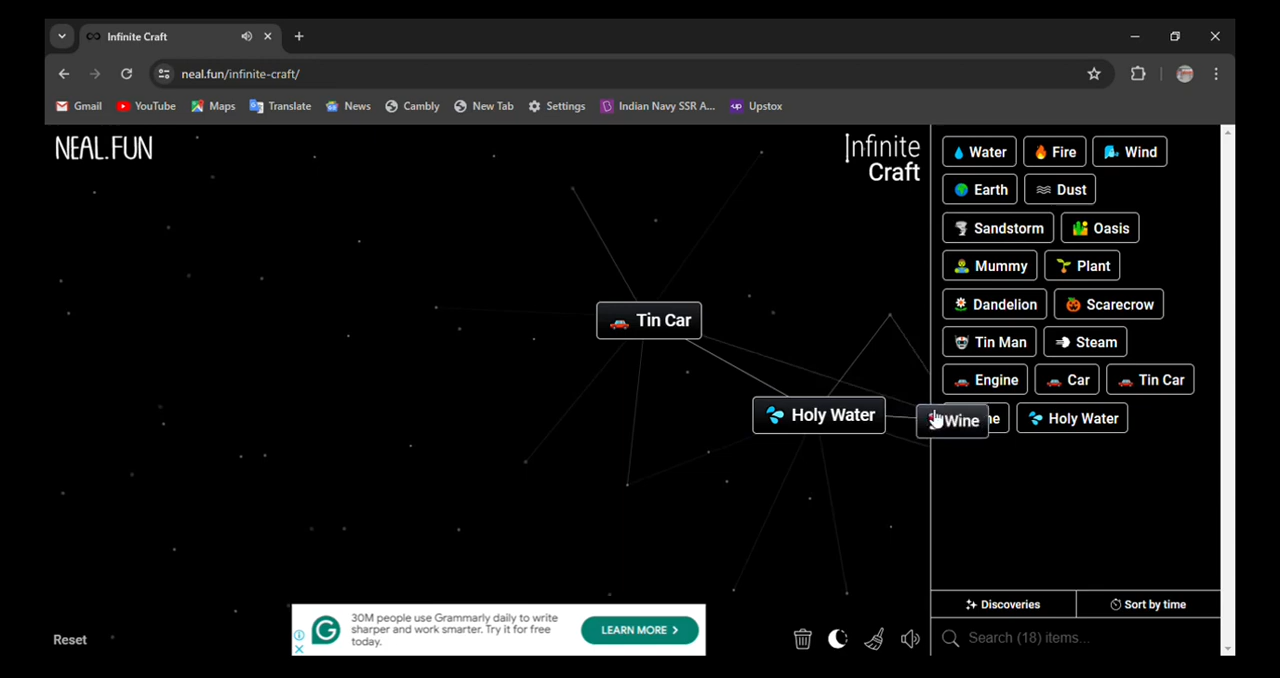 Infinite Craft
neal.fun/infinite-craft/
Gmail YouTube Maps Translate News Cambly New Tab Settings Indian Navy SSR A... Upstox
NEAL.FUN
Infinite
Craft
Water Fire Wind
Earth Dust
Sandstorm Oasis
Mummy Plant
Dandelion Scarecrow
Tin Man Steam
Engine Car Tin Car
ne Holy Water
Tin Car
Holy Water
Wine
Discoveries Sort by time
Search (18) items...
30M people use Grammarly daily to write
sharper and work smarter. Try it for free
today.
LEARN MORE >
Reset